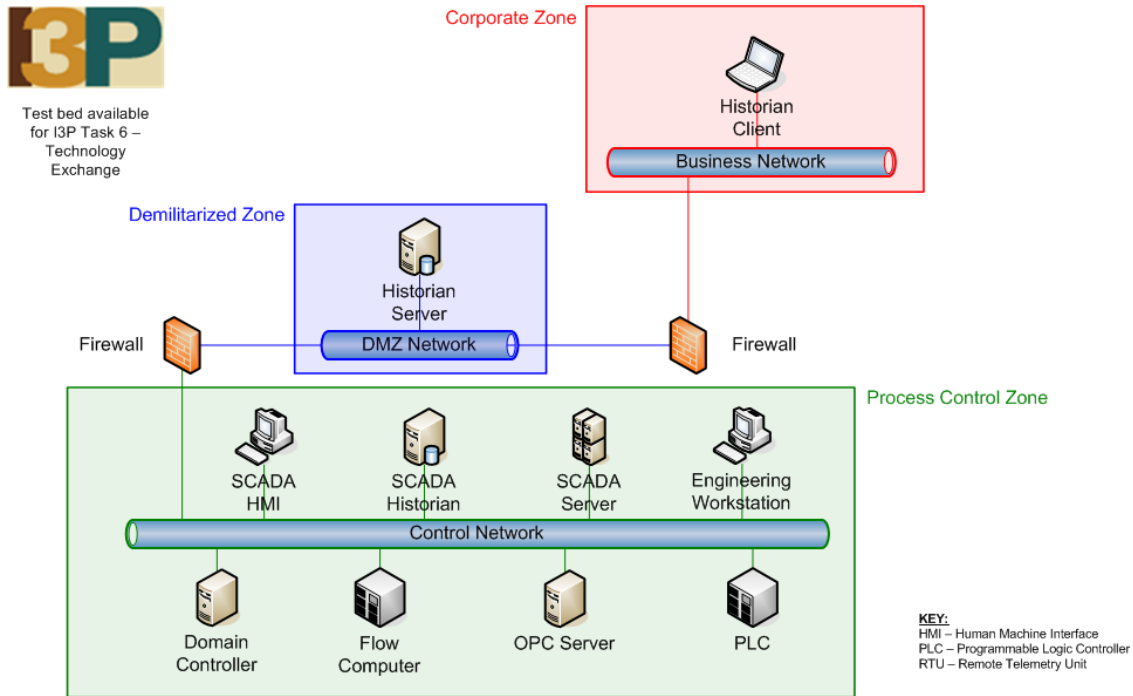 I3P
Test bed available
for I3P Task 6 –
Technology
Exchange
Corporate Zone
Historian
Client
Business Network
Demilitarized Zone
Historian
Server
DMZ Network
Firewall
Firewall
Process Control Zone
SCADA
HMI
SCADA
Historian
SCADA
Server
Engineering
Workstation
Control Network
Domain
Controller
Flow
Computer
OPC Server
PLC
KEY:
HMI – Human Machine Interface
PLC – Programmable Logic Controller
RTU – Remote Telemetry Unit